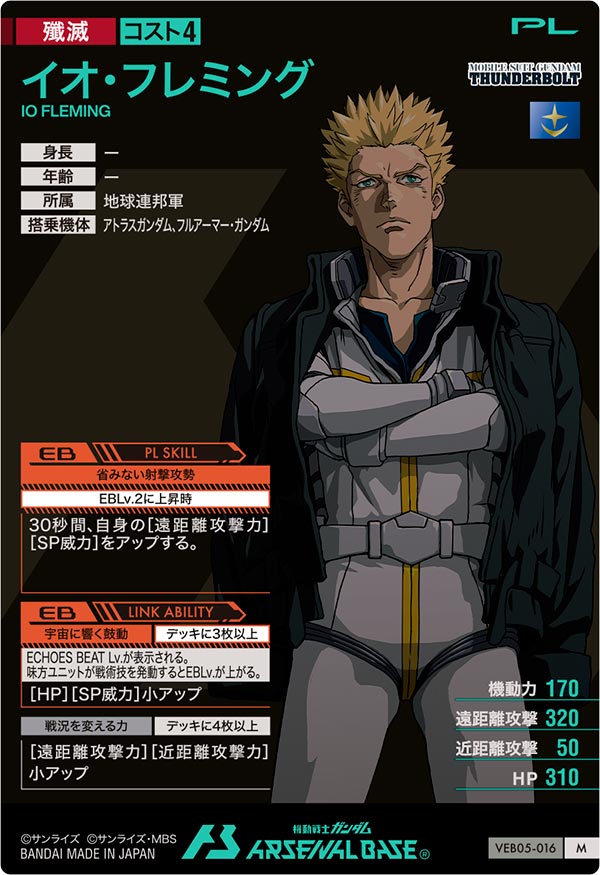 殲滅 コスト4 PL
イオ・フレミング
IO FLEMING
MOBILE SUIT GUNDAM
THUNDERBOLT
身長 ー
年齢 ー
所属 地球連邦軍
搭乗機体 アトラスガンダム、フルアーマー・ガンダム
EB PL SKILL
省みない射撃攻勢
EBLv.2に上昇時
30秒間、自身の[遠距離攻撃力]
[SP威力]をアップする。
EB LINK ABILITY
宇宙に響く鼓動 デッキに3枚以上
ECHOES BEAT Lv.が表示される。
味方ユニットが戦術技を発動するとEBLv.が上がる。
[HP][SP威力]小アップ
戦況を変える力 デッキに4枚以上
[遠距離攻撃力][近距離攻撃力]
小アップ
機動力 170
遠距離攻撃 320
近距離攻撃 50
HP 310
©サンライズ ©サンライズ・MBS
BANDAI MADE IN JAPAN
機動戦士ガンダム
ARSENAL BASE®
VEB05-016 M